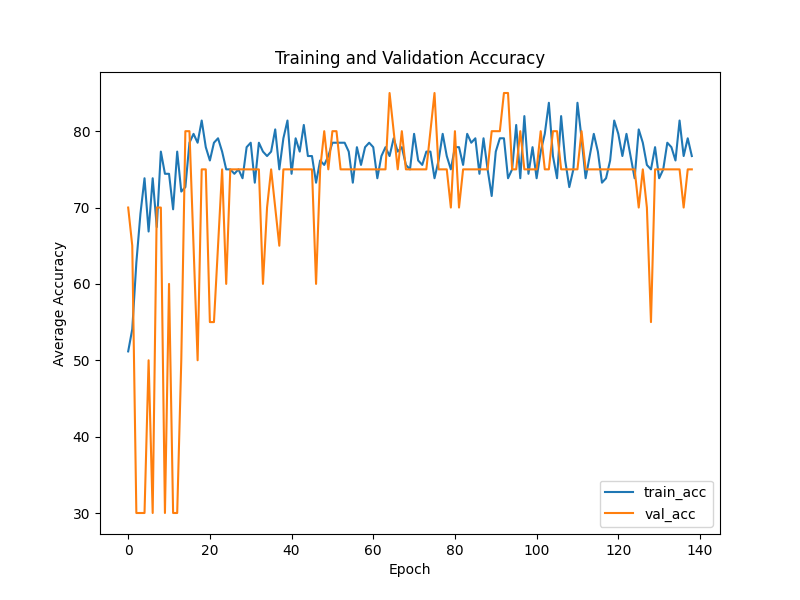 Training and Validation Accuracy
80
70
60
50
40
30
Average Accuracy
0 20 40 60 80 100 120 140
Epoch
train_acc
val_acc